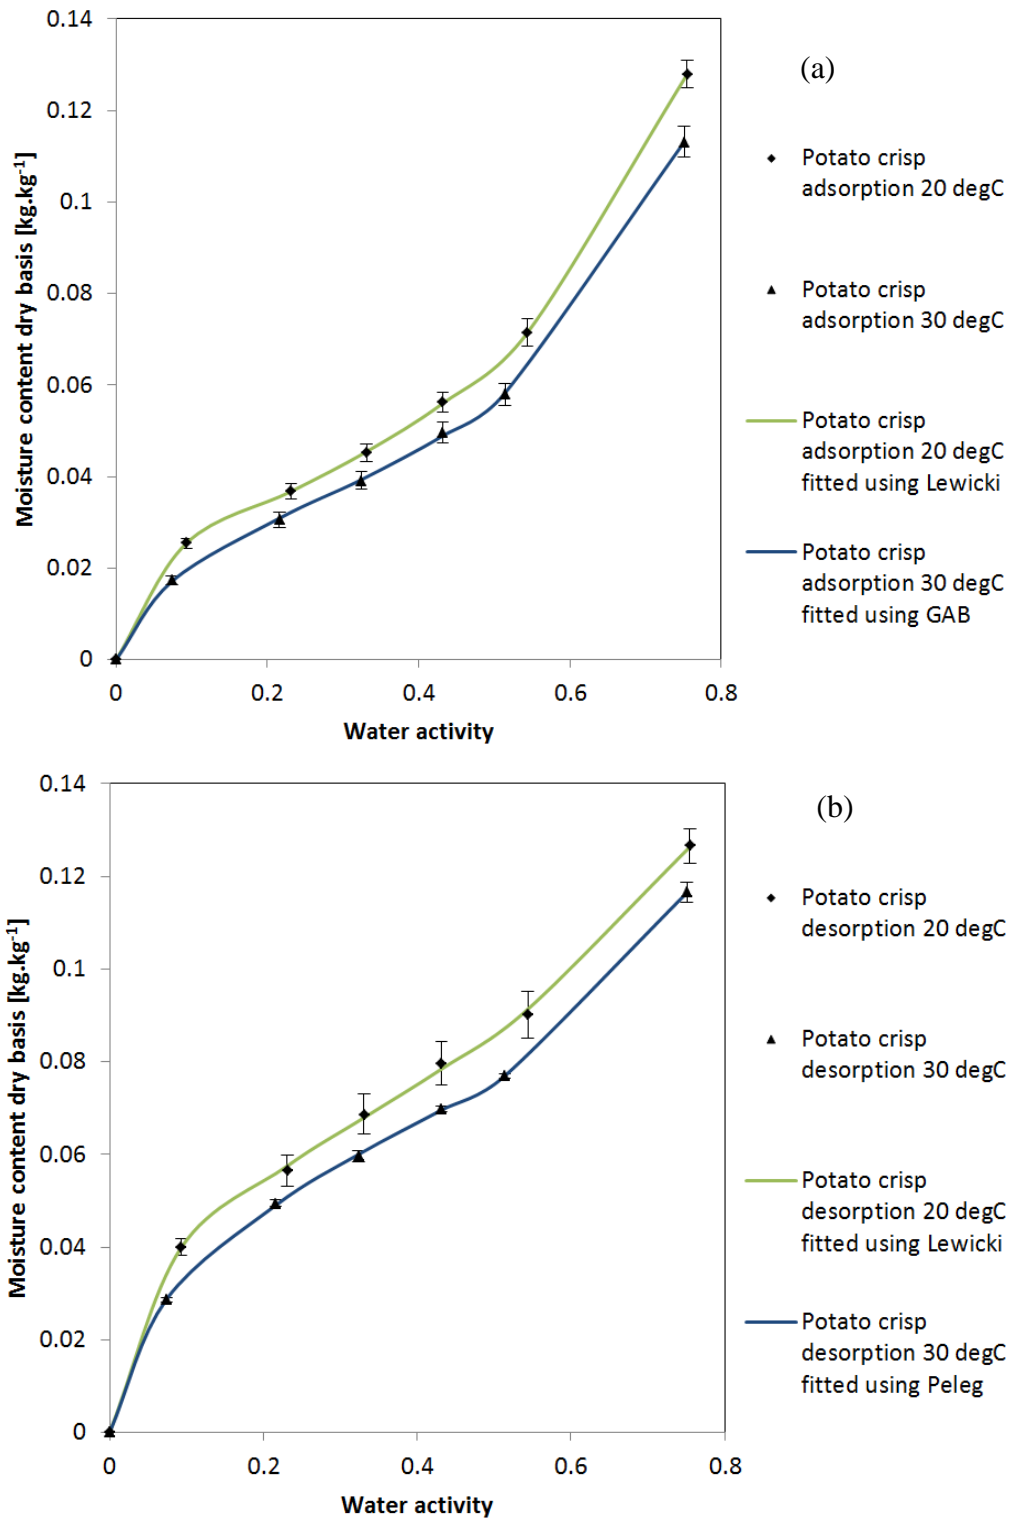 0.14
0.12
0.1
0.08
0.06
0.04
0.02
0
Moisture content dry basis [kg.kg-1]
0
0.2
0.4
0.6
0.8
Water activity
(a)
Potato crisp
adsorption 20 degC
Potato crisp
adsorption 30 degC
Potato crisp
adsorption 20 degC
fitted using Lewicki
Potato crisp
adsorption 30 degC
fitted using GAB
0.14
0.12
0.1
0.08
0.06
0.04
0.02
0
Moisture content dry basis [kg.kg-1]
0
0.2
0.4
0.6
0.8
Water activity
(b)
Potato crisp
desorption 20 degC
Potato crisp
desorption 30 degC
Potato crisp
desorption 20 degC
fitted using Lewicki
Potato crisp
desorption 30 degC
fitted using Peleg